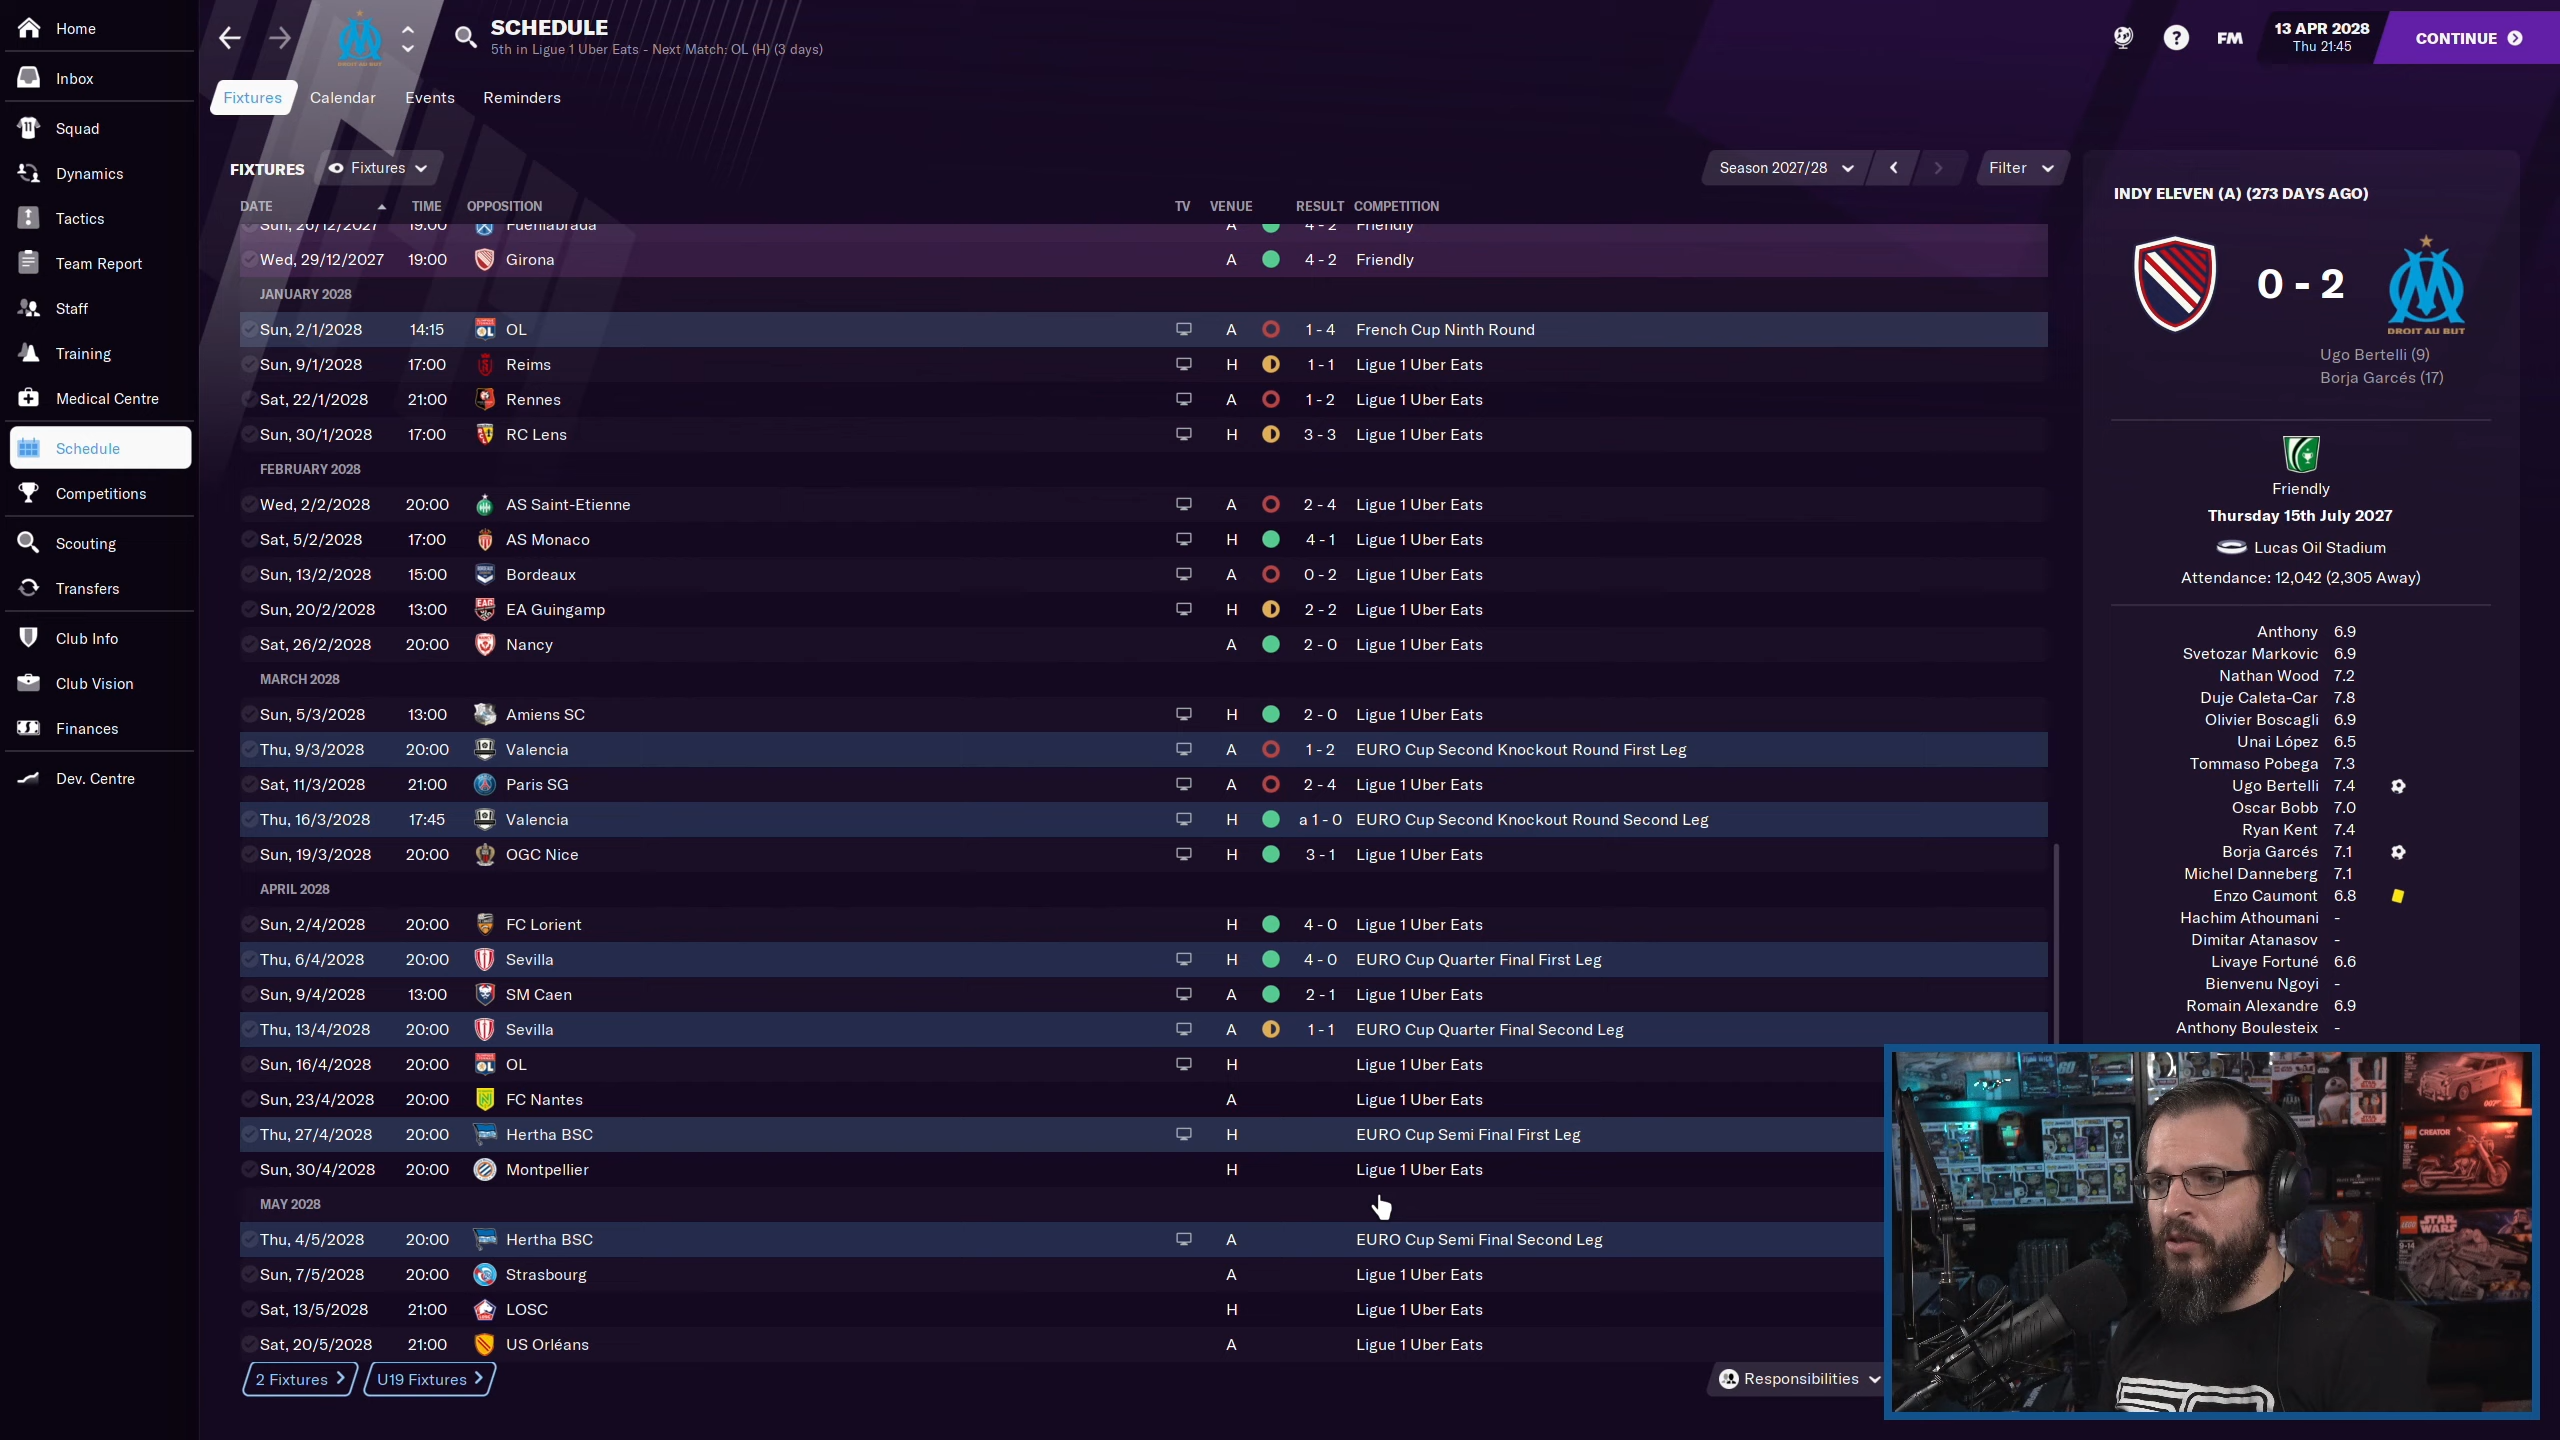 Home
Inbox
Squad
Dynamics
Tactics
Team Report
Staff
Training
Medical Centre
Schedule
Competitions
Scouting
Transfers
Club Info
Club Vision
Finances
Dev. Centre
SCHEDULE
5th in Ligue 1 Uber Eats - Next Match: OL (H) (3 days)
FM
13 APR 2028
Thu 21:45
CONTINUE
Fixtures Calendar Events Reminders
FIXTURES Fixtures Season 2027/28 Filter
DATE TIME OPPOSITION TV VENUE RESULT COMPETITION
Sun, 26/12/2027 19:00 Fuenlabrada A 4 - 2 Friendly
Wed, 29/12/2027 19:00 Girona A 4 - 2 Friendly
JANUARY 2028
Sun, 2/1/2028 14:15 OL A 1 - 4 French Cup Ninth Round
Sun, 9/1/2028 17:00 Reims H 1 - 1 Ligue 1 Uber Eats
Sat, 22/1/2028 21:00 Rennes A 1 - 2 Ligue 1 Uber Eats
Sun, 30/1/2028 17:00 RC Lens H 3 - 3 Ligue 1 Uber Eats
FEBRUARY 2028
Wed, 2/2/2028 20:00 AS Saint-Etienne A 2 - 4 Ligue 1 Uber Eats
Sat, 5/2/2028 17:00 AS Monaco H 4 - 1 Ligue 1 Uber Eats
Sun, 13/2/2028 15:00 Bordeaux A 0 - 2 Ligue 1 Uber Eats
Sun, 20/2/2028 13:00 EA Guingamp H 2 - 2 Ligue 1 Uber Eats
Sat, 26/2/2028 20:00 Nancy A 2 - 0 Ligue 1 Uber Eats
MARCH 2028
Sun, 5/3/2028 13:00 Amiens SC H 2 - 0 Ligue 1 Uber Eats
Thu, 9/3/2028 20:00 Valencia A 1 - 2 EURO Cup Second Knockout Round First Leg
Sat, 11/3/2028 21:00 Paris SG A 2 - 4 Ligue 1 Uber Eats
Thu, 16/3/2028 17:45 Valencia H a 1 - 0 EURO Cup Second Knockout Round Second Leg
Sun, 19/3/2028 20:00 OGC Nice H 3 - 1 Ligue 1 Uber Eats
APRIL 2028
Sun, 2/4/2028 20:00 FC Lorient H 4 - 0 Ligue 1 Uber Eats
Thu, 6/4/2028 20:00 Sevilla H 4 - 0 EURO Cup Quarter Final First Leg
Sun, 9/4/2028 13:00 SM Caen A 2 - 1 Ligue 1 Uber Eats
Thu, 13/4/2028 20:00 Sevilla A 1 - 1 EURO Cup Quarter Final Second Leg
Sun, 16/4/2028 20:00 OL H Ligue 1 Uber Eats
Sun, 23/4/2028 20:00 FC Nantes A Ligue 1 Uber Eats
Thu, 27/4/2028 20:00 Hertha BSC H EURO Cup Semi Final First Leg
Sun, 30/4/2028 20:00 Montpellier H Ligue 1 Uber Eats
MAY 2028
Thu, 4/5/2028 20:00 Hertha BSC A EURO Cup Semi Final Second Leg
Sun, 7/5/2028 20:00 Strasbourg A Ligue 1 Uber Eats
Sat, 13/5/2028 21:00 LOSC H Ligue 1 Uber Eats
Sat, 20/5/2028 21:00 US Orléans A Ligue 1 Uber Eats
2 Fixtures U19 Fixtures Responsibilities
INDY ELEVEN (A) (273 DAYS AGO)
0 - 2
DROIT AU BUT
Ugo Bertelli (9)
Borja Garcés (17)
Friendly
Thursday 15th July 2027
Lucas Oil Stadium
Attendance: 12,042 (2,305 Away)
Anthony 6.9
Svetozar Markovic 6.9
Nathan Wood 7.2
Duje Caleta-Car 7.8
Olivier Boscagli 6.9
Unai López 6.5
Tommaso Pobega 7.3
Ugo Bertelli 7.4
Oscar Bobb 7.0
Ryan Kent 7.4
Borja Garcés 7.1
Michel Danneberg 7.1
Enzo Caumont 6.8
Hachim Athoumani -
Dimitar Atanasov -
Livaye Fortuné 6.6
Bienvenu Ngoyi -
Romain Alexandre 6.9
Anthony Boulesteix -
007
CREATOR
STAR WARS